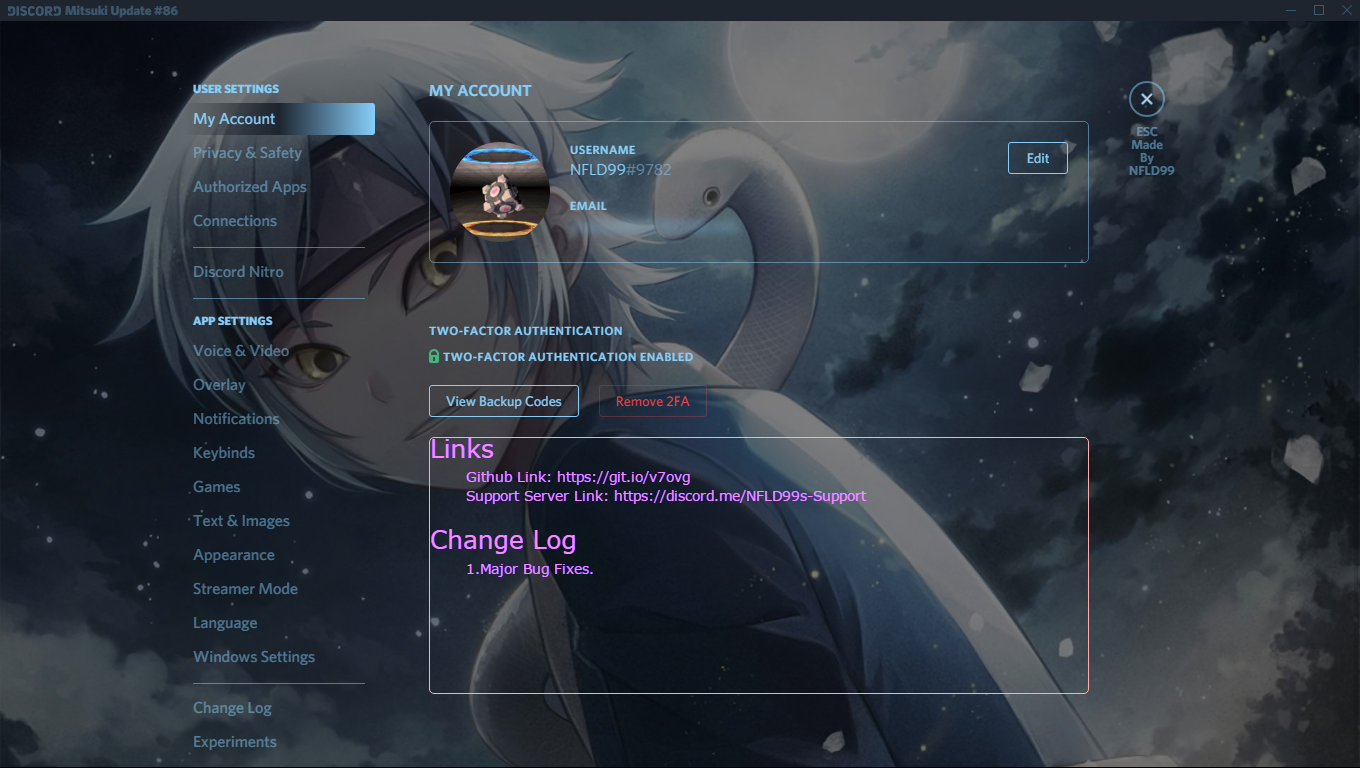 DISCORD Mitsuki Update #86
USER SETTINGS
My Account
Privacy & Safety
Authorized Apps
Connections
Discord Nitro
APP SETTINGS
Voice & Video
Overlay
Notifications
Keybinds
Games
Text & Images
Appearance
Streamer Mode
Language
Windows Settings
Change Log
Experiments
MY ACCOUNT
USERNAME
NFLD99#9782
EMAIL
Edit
TWO-FACTOR AUTHENTICATION
TWO-FACTOR AUTHENTICATION ENABLED
View Backup Codes
Remove 2FA
Links
Github Link: https://git.io/v7ovg
Support Server Link: https://discord.me/NFLD99s-Support
Change Log
1.Major Bug Fixes.
ESC
Made
By
NFLD99